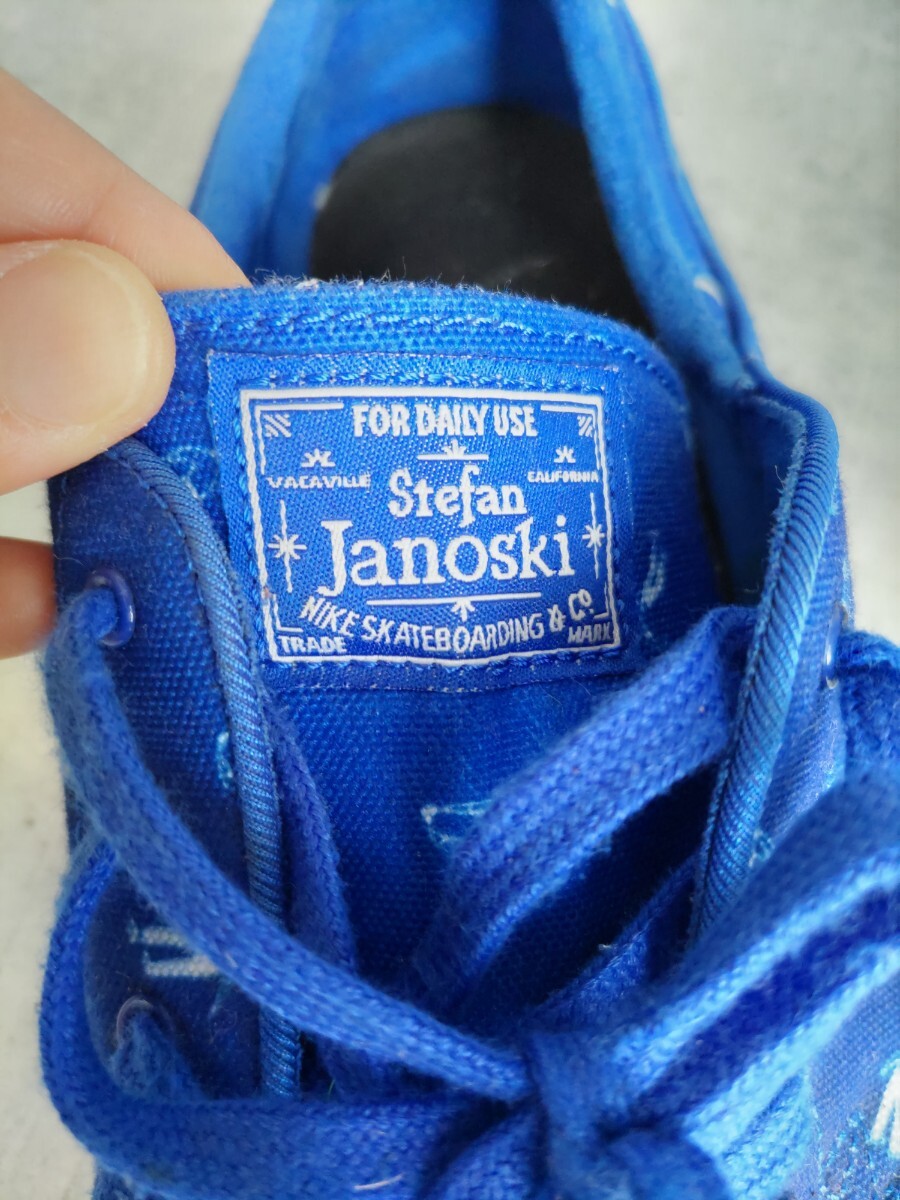 FOR DAILY USE
VACAVILLE CALIFORNIA
Stefan
Janoski
NIKE SKATEBOARDING & Co.
TRADE MARK